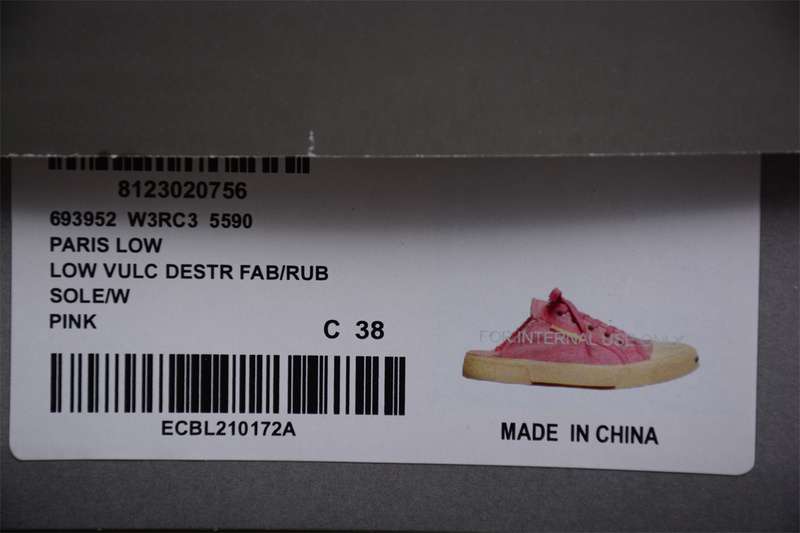 8123020756
693952 W3RC3 5590
PARIS LOW
LOW VULC DESTR FAB/RUB
SOLE/W
PINK
C 38
ECBL210172A
FOR INTERNAL USE ONLY
MADE IN CHINA